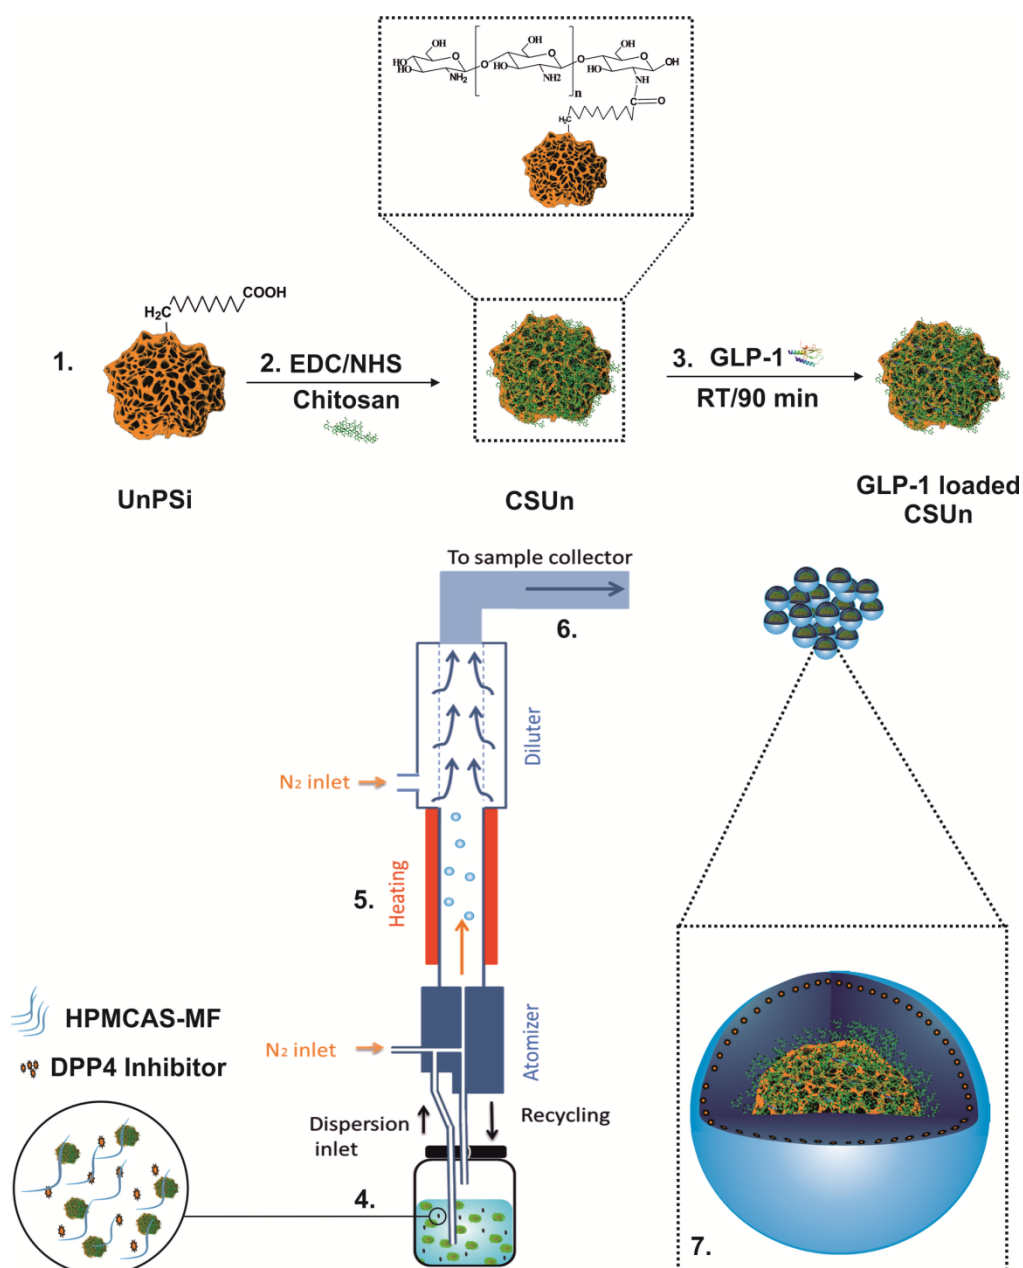 OH
OH
OH
HO
HO
O
NH2
O
HO
O
NH2
n
O
HO
O
OH
NH
C
O
H2C
1.
H2C
COOH
2. EDC/NHS
Chitosan
3. GLP-1
RT/90 min
UnPSi
CSUn
GLP-1 loaded
CSUn
To sample collector
6.
Diluter
N2 inlet
5.
Heating
HPMCAS-MF
DPP4 Inhibitor
N2 inlet
Atomizer
Dispersion
inlet
Recycling
4.
7.